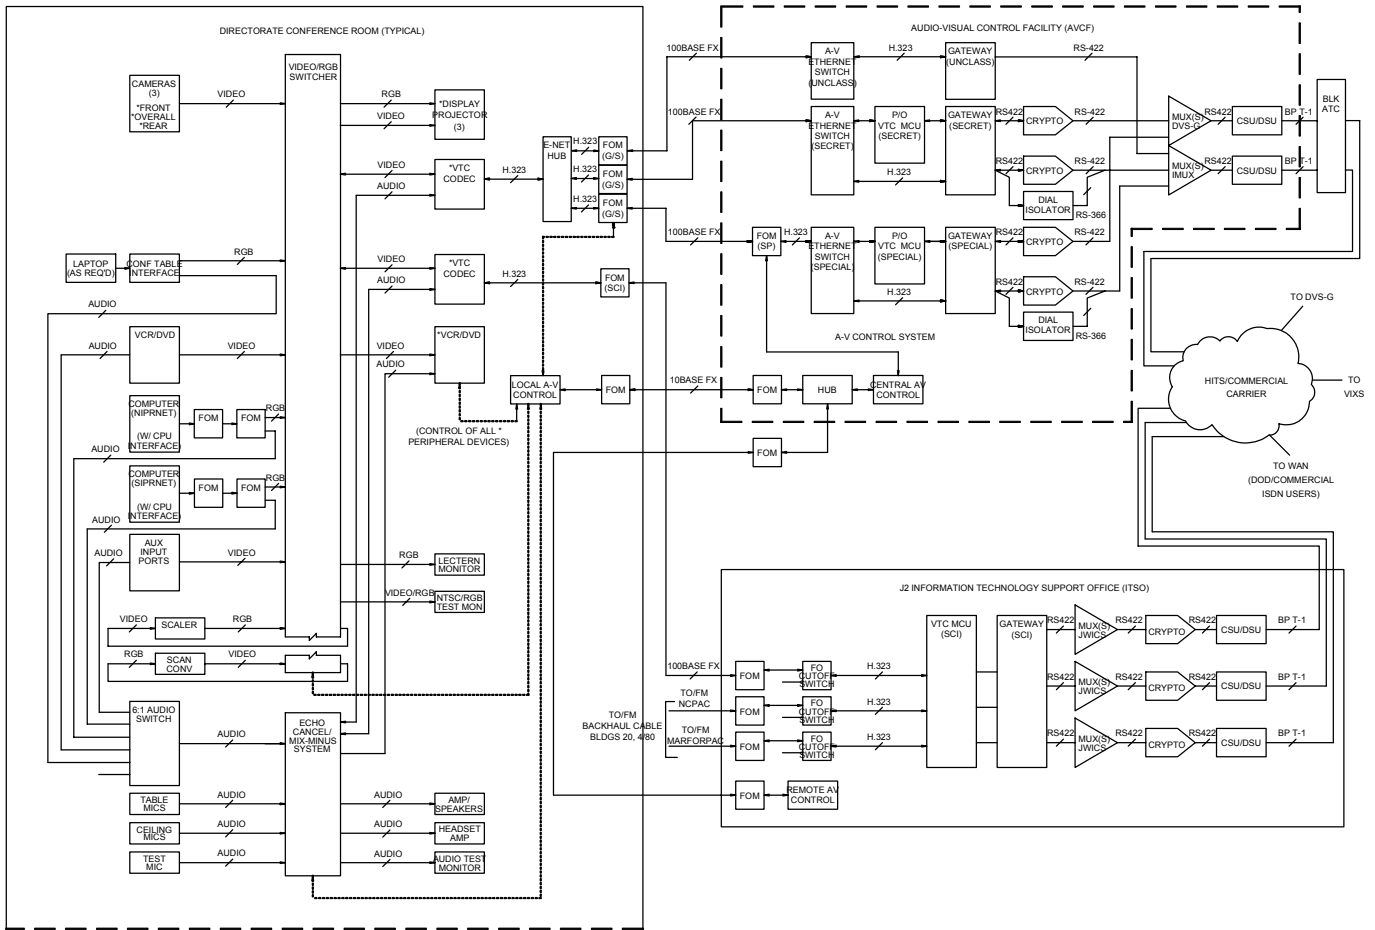 DIRECTORATE CONFERENCE ROOM (TYPICAL)
CAMERAS
(3)
*FRONT
*OVERALL
*REAR
VIDEO
VIDEO/RGB
SWITCHER
RGB
VIDEO
*DISPLAY
PROJECTOR
(3)
VIDEO
AUDIO
*VTC
CODEC
H.323
E-NET
HUB
H.323
H.323
H.323
FOM
(G/S)
FOM
(G/S)
FOM
(G/S)
LAPTOP
(AS REQ'D)
CONF TABLE
INTERFACE
RGB
AUDIO
VIDEO
AUDIO
*VTC
CODEC
H.323
FOM
(SCI)
AUDIO
VCR/DVD
VIDEO
VIDEO
AUDIO
*VCR/DVD
LOCAL A-V
CONTROL
FOM
(CONTROL OF ALL *
PERIPHERAL DEVICES)
COMPUTER
(NIPRNET)
(W/ CPU
INTERFACE)
FOM
FOM
RGB
AUDIO
COMPUTER
(SIPRNET)
(W/ CPU
INTERFACE)
FOM
FOM
RGB
AUDIO
AUDIO
AUX
INPUT
PORTS
VIDEO
RGB
LECTERN
MONITOR
VIDEO/RGB
NTSC/RGB
TEST MON
VIDEO
SCALER
RGB
RGB
SCAN
CONV
VIDEO
6:1 AUDIO
SWITCH
AUDIO
ECHO
CANCEL/
MIX-MINUS
SYSTEM
TABLE
MICS
AUDIO
AUDIO
AMP/
SPEAKERS
CEILING
MICS
AUDIO
AUDIO
HEADSET
AMP
TEST
MIC
AUDIO
AUDIO
AUDIO TEST
MONITOR
AUDIO-VISUAL CONTROL FACILITY (AVCF)
100BASE FX
A-V
ETHERNET
SWITCH
(UNCLASS)
H.323
GATEWAY
(UNCLASS)
RS-422
100BASE FX
A-V
ETHERNET
SWITCH
(SECRET)
P/O
VTC MCU
(SECRET)
H.323
GATEWAY
(SECRET)
RS422
CRYPTO
RS-422
RS422
CRYPTO
RS-422
DIAL
ISOLATOR
RS-366
MUX(S)
DVS-G
RS422
CSU/DSU
BP T-1
MUX(S)
IMUX
RS422
CSU/DSU
BP T-1
BLK
ATC
100BASE FX
FOM
(SP)
H.323
A-V
ETHERNET
SWITCH
(SPECIAL)
P/O
VTC MCU
(SPECIAL)
H.323
GATEWAY
(SPECIAL)
RS422
CRYPTO
RS-422
RS422
CRYPTO
RS-422
DIAL
ISOLATOR
RS-366
A-V CONTROL SYSTEM
10BASE FX
FOM
HUB
CENTRAL AV
CONTROL
FOM
TO DVS-G
HITS/COMMERCIAL
CARRIER
TO
VIXS
TO WAN
(DOD/COMMERCIAL
ISDN USERS)
J2 INFORMATION TECHNOLOGY SUPPORT OFFICE (ITSO)
100BASE FX
FOM
FO
CUTOFF
SWITCH
H.323
TO/FM
NCPAC
FOM
FO
CUTOFF
SWITCH
H.323
TO/FM
BACKHAUL CABLE
BLDGS 20, 4/80
TO/FM
MARFORPAC
FOM
FO
CUTOFF
SWITCH
H.323
VTC MCU
(SCI)
GATEWAY
(SCI)
RS422
MUX(S)
JWICS
RS422
CRYPTO
RS422
CSU/DSU
BP T-1
RS422
MUX(S)
JWICS
RS422
CRYPTO
RS422
CSU/DSU
BP T-1
RS422
MUX(S)
JWICS
RS422
CRYPTO
RS422
CSU/DSU
BP T-1
FOM
REMOTE AV
CONTROL